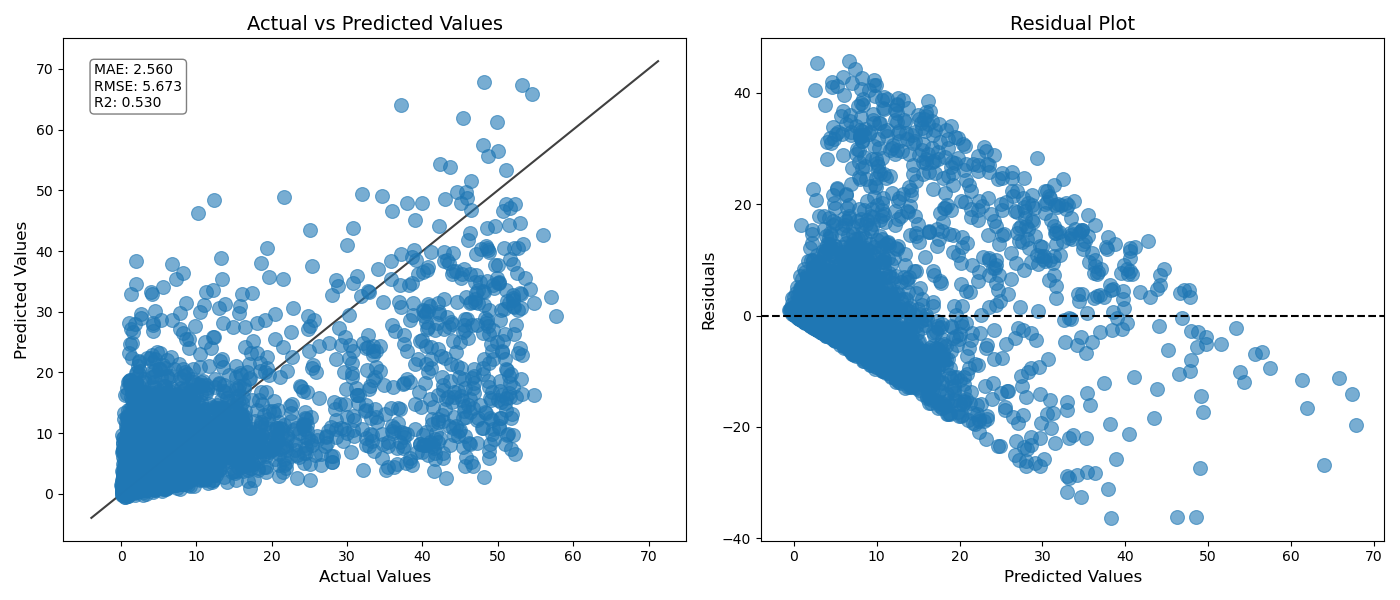 Actual vs Predicted Values
MAE: 2.560
RMSE: 5.673
R2: 0.530
70
60
50
40
30
20
10
0
Predicted Values
0 10 20 30 40 50 60 70
Actual Values
Residual Plot
40
20
0
−20
−40
Residuals
0 10 20 30 40 50 60 70
Predicted Values